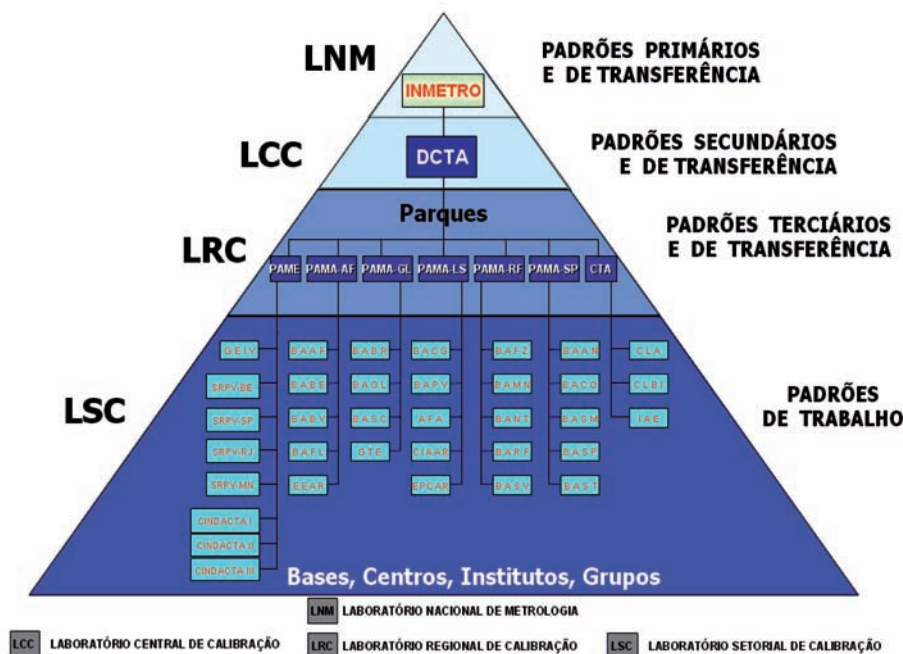 LNM
INMETRO
PADRÕES PRIMÁRIOS
E DE TRANSFERÊNCIA
LCC
DCTA
PADRÕES SECUNDÁRIOS
E DE TRANSFERÊNCIA
LRC
Parques
PADRÕES TERCIÁRIOS
E DE TRANSFERÊNCIA
PAME PAMA-AF PAMA-GL PAMA-LS PAMA-RF PAMA-SP CTA
LSC
PADRÕES
DE TRABALHO
GEIV BAAF BABR BACG BAFZ BAAN CLA
SRPV-BE BABE BAGL BAPV BAMN BACO CLBI
SRPV-SP BABV BASC AFA BANT BASM IAE
SRPV-RJ BAFL GTE CIAAR BARF BASP
SRPV-MN EEAR EPCAR BASV BAST
CINDACTA I
CINDACTA II
CINDACTA III
Bases, Centros, Institutos, Grupos
LNM LABORATÓRIO NACIONAL DE METROLOGIA
LCC LABORATÓRIO CENTRAL DE CALIBRAÇÃO LRC LABORATÓRIO REGIONAL DE CALIBRAÇÃO LSC LABORATÓRIO SETORIAL DE CALIBRAÇÃO